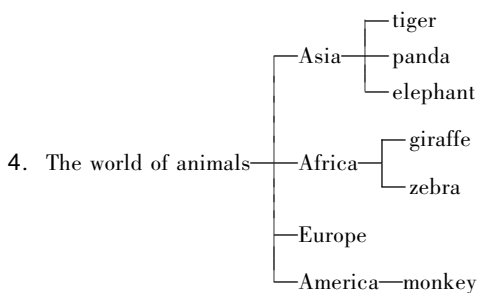 tiger
Asia panda
elephant
giraffe
4. The world of animals Africa
zebra
Europe
America monkey